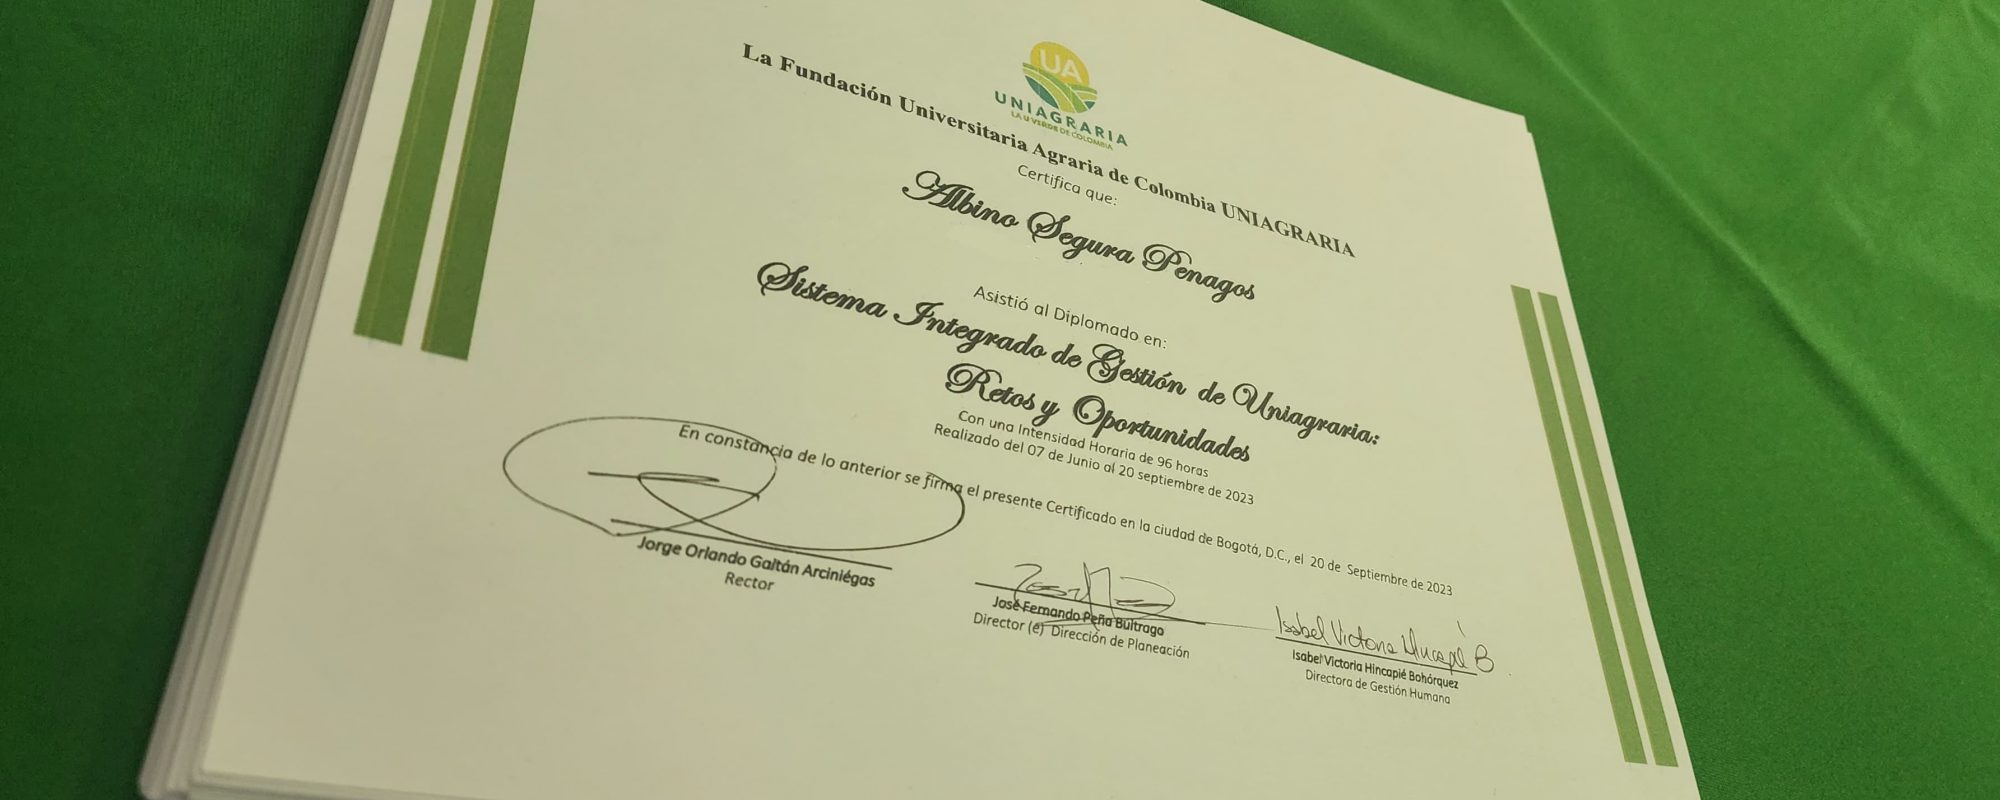 UA
UNIAGRARIA
LA U VERDE DE COLOMBIA
La Fundación Universitaria Agraria de Colombia UNIAGRARIA
Certifica que:
Albino Segura Penagos
Asistió al Diplomado en:
Sistema Integrado de Gestión de Uniagraria:
Retos y Oportunidades
Con una Intensidad Horaria de 96 horas
Realizado del 07 de Junio al 20 septiembre de 2023
En constancia de lo anterior se firma el presente Certificado en la ciudad de Bogotá, D.C., el 20 de Septiembre de 2023
Jorge Orlando Gaitán Arciniégas
Rector
José Fernando Peña Buitrago
Director (e) Dirección de Planeación
Isabel Victoria Hincapié B
Isabel Victoria Hincapié Bohórquez
Directora de Gestión Humana